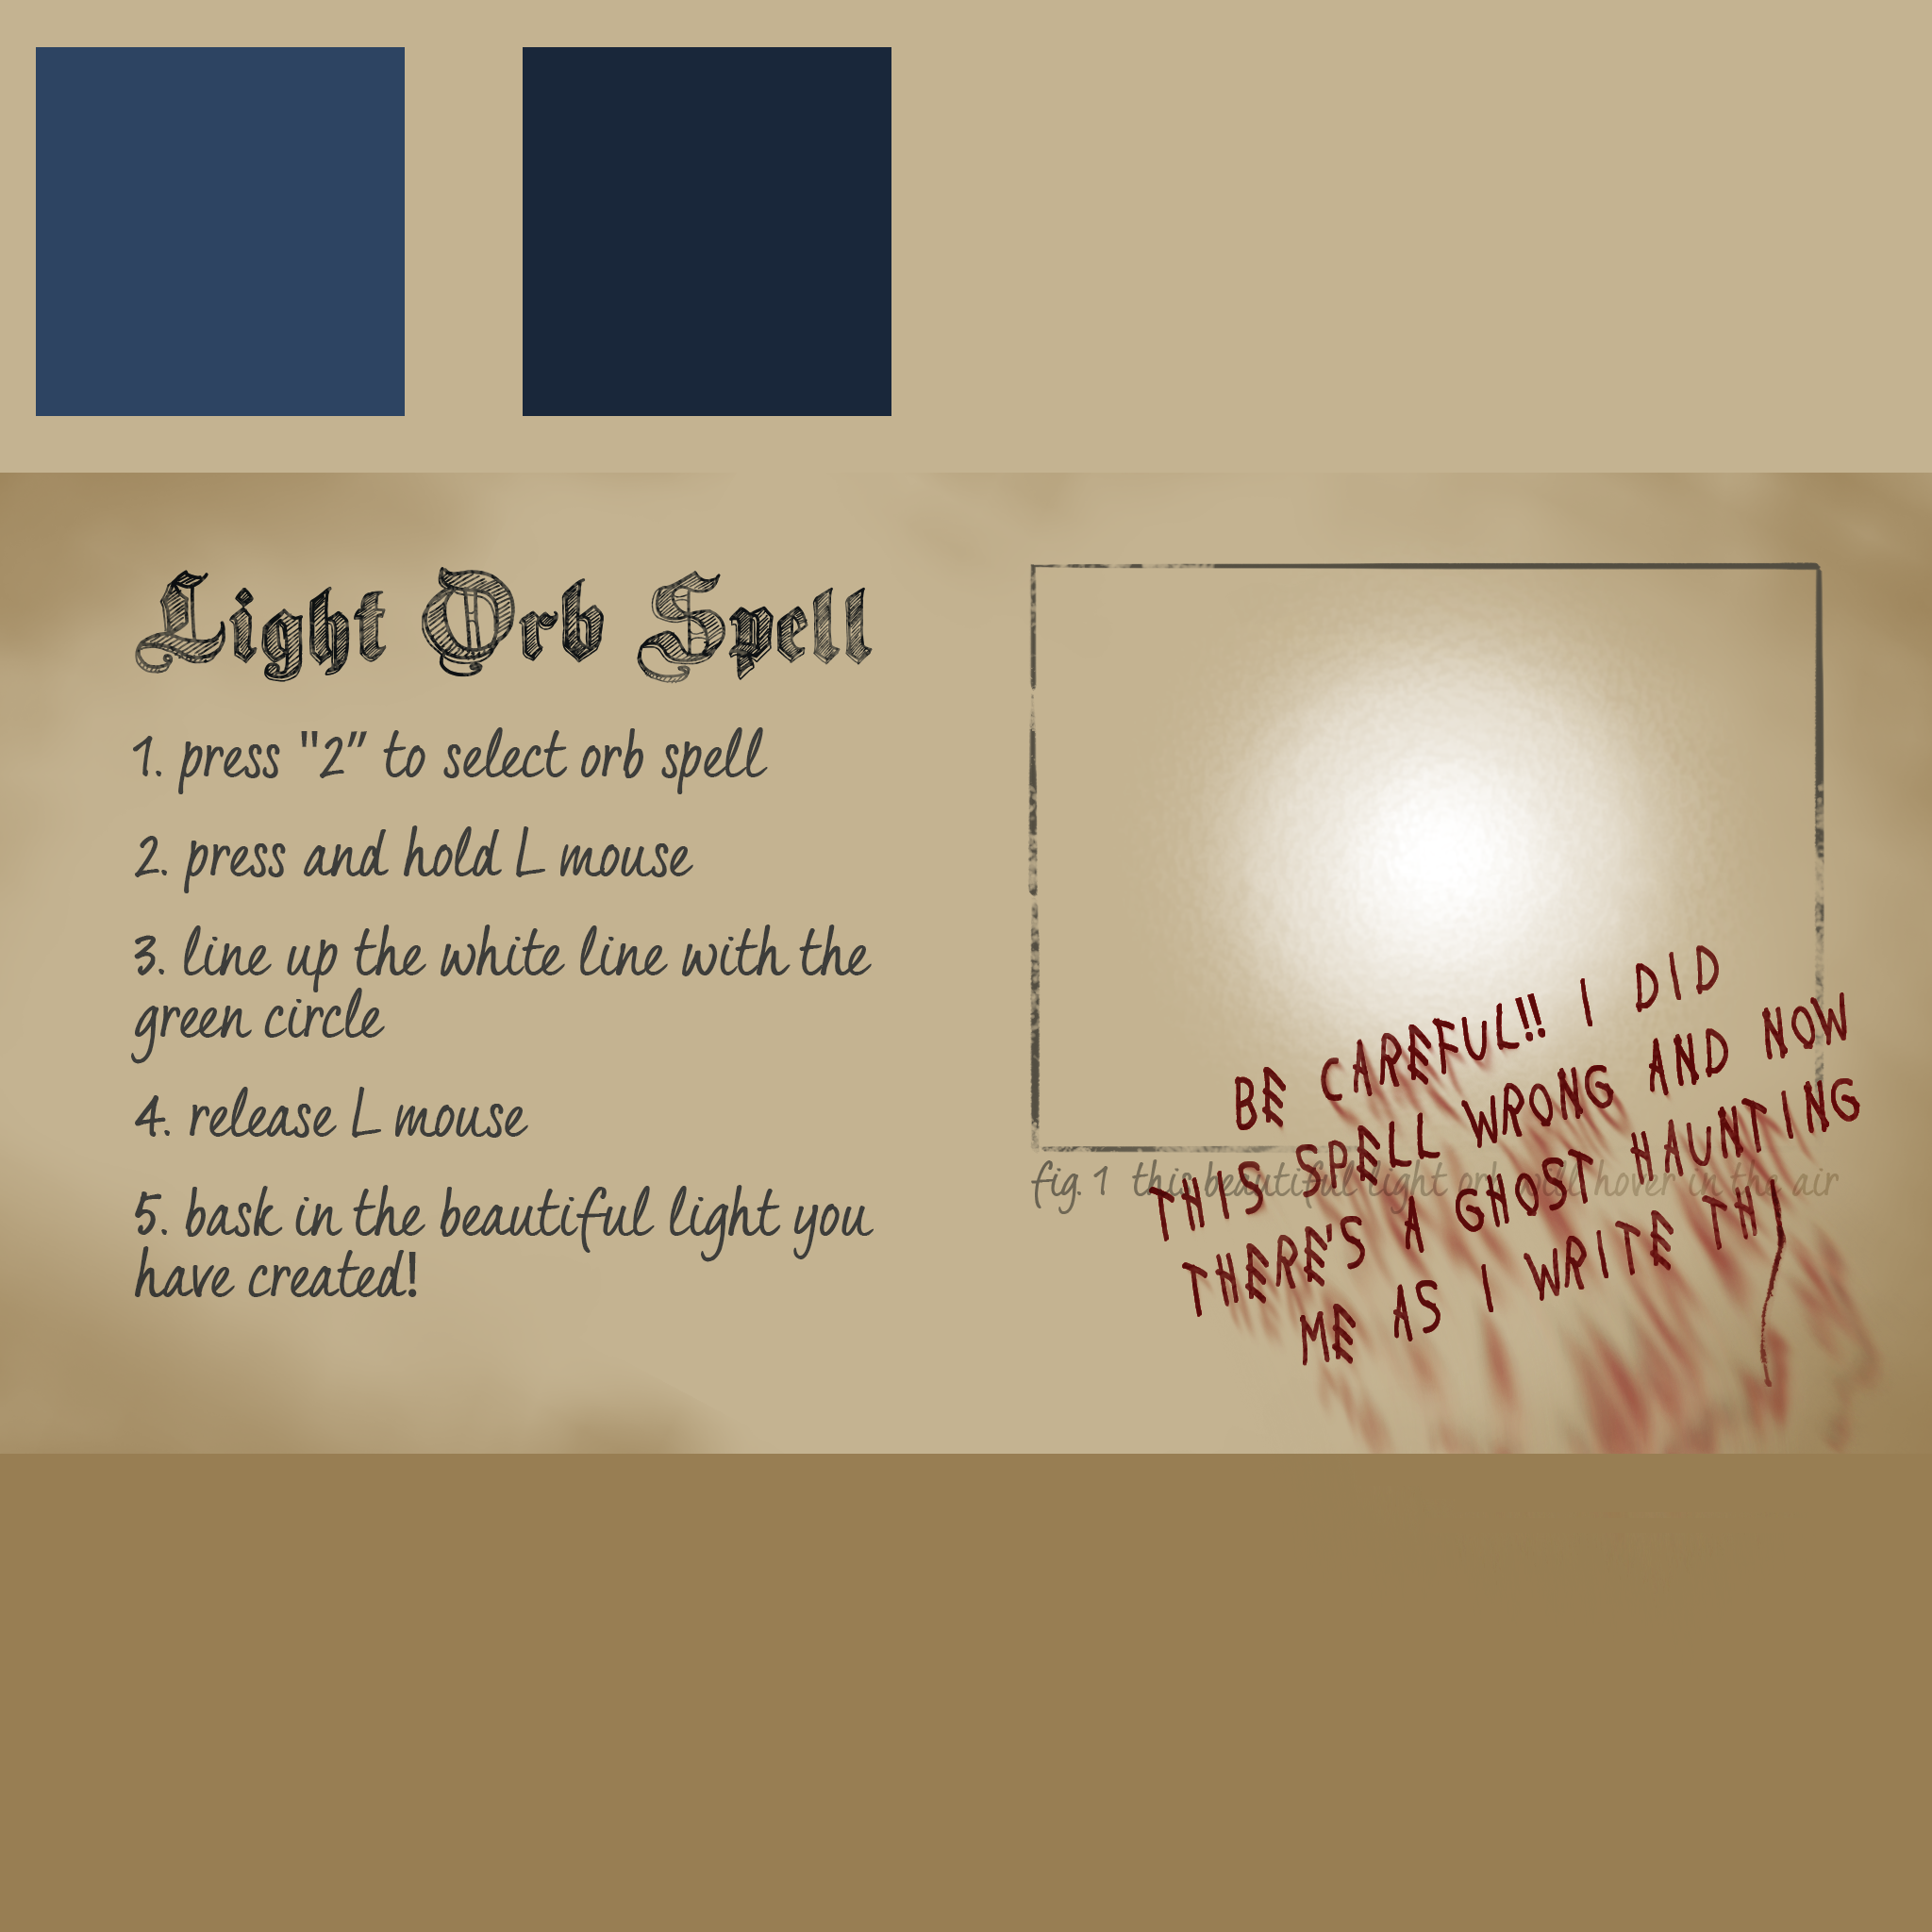 Light Orb Spell
1. press "2" to select orb spell
2. press and hold L mouse
3. line up the white line with the
green circle
4. release L mouse
5. bask in the beautiful light you
have created!
fig. 1 this beautiful light orb will hover in the air
BE CAREFUL!! I DID
THIS SPELL WRONG AND NOW
THERE'S A GHOST HAUNTING
ME AS I WRITE THI